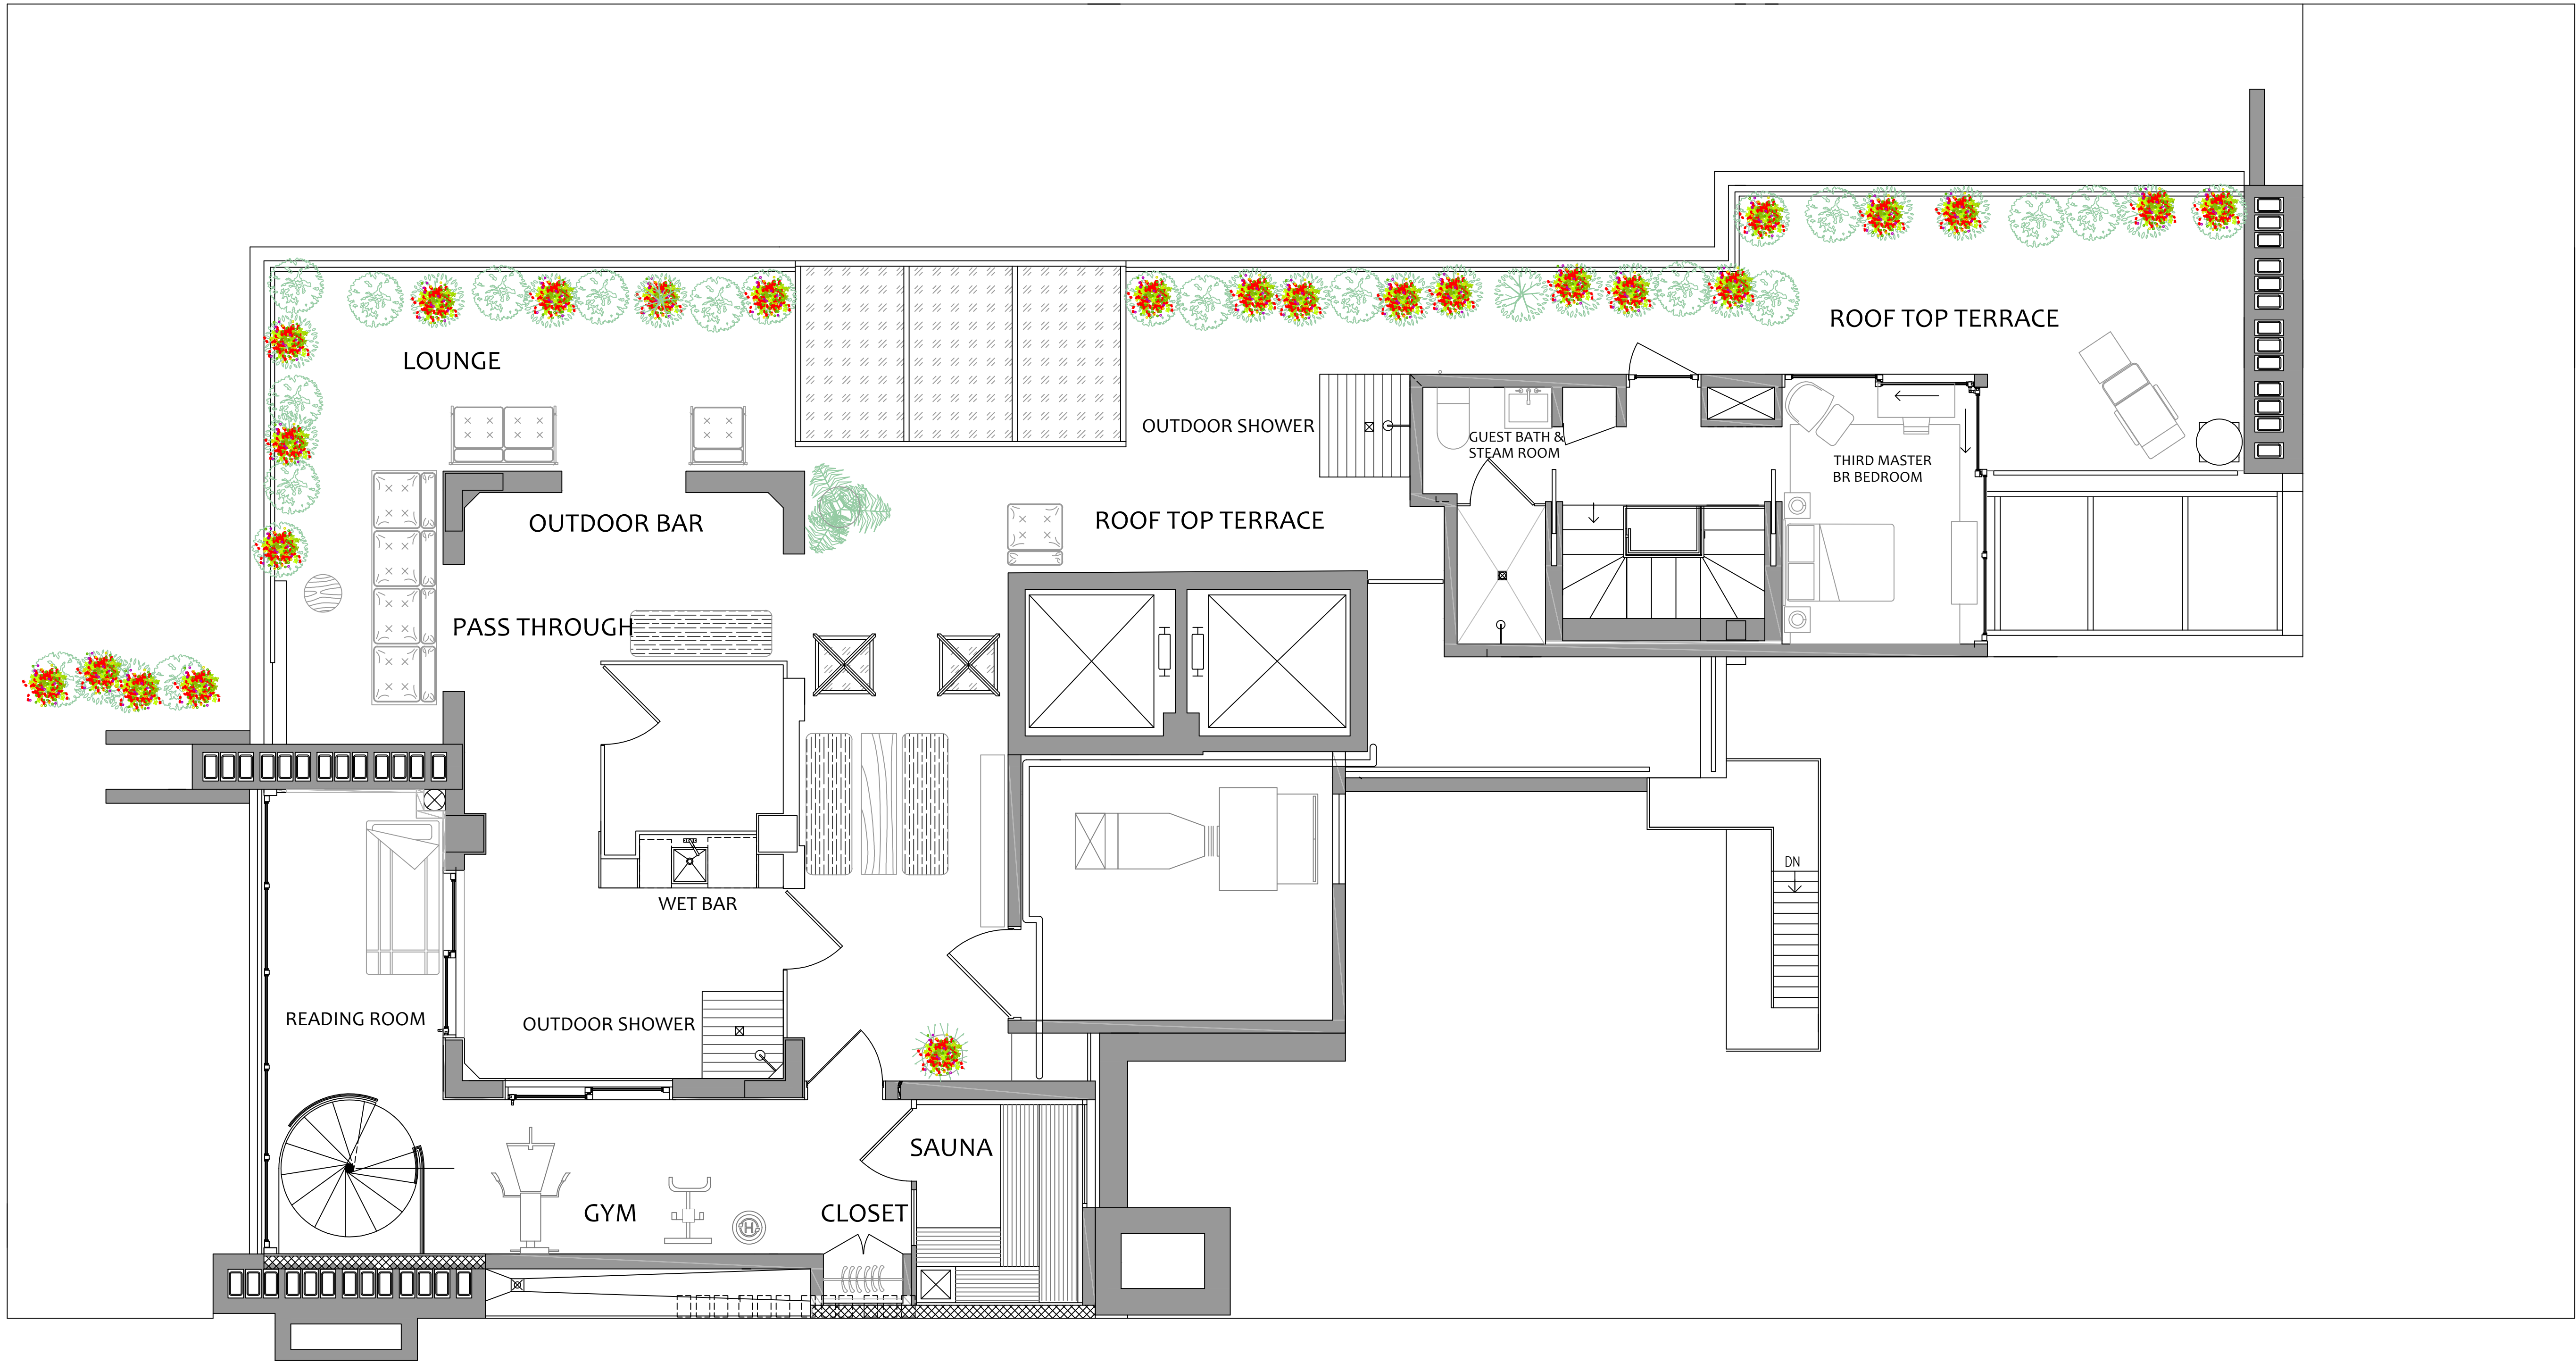 ROOF TOP TERRACE
LOUNGE
OUTDOOR SHOWER
GUEST BATH &
STEAM ROOM
THIRD MASTER
BR BEDROOM
OUTDOOR BAR
ROOF TOP TERRACE
PASS THROUGH
DN
WET BAR
READING ROOM
OUTDOOR SHOWER
SAUNA
GYM
H
CLOSET